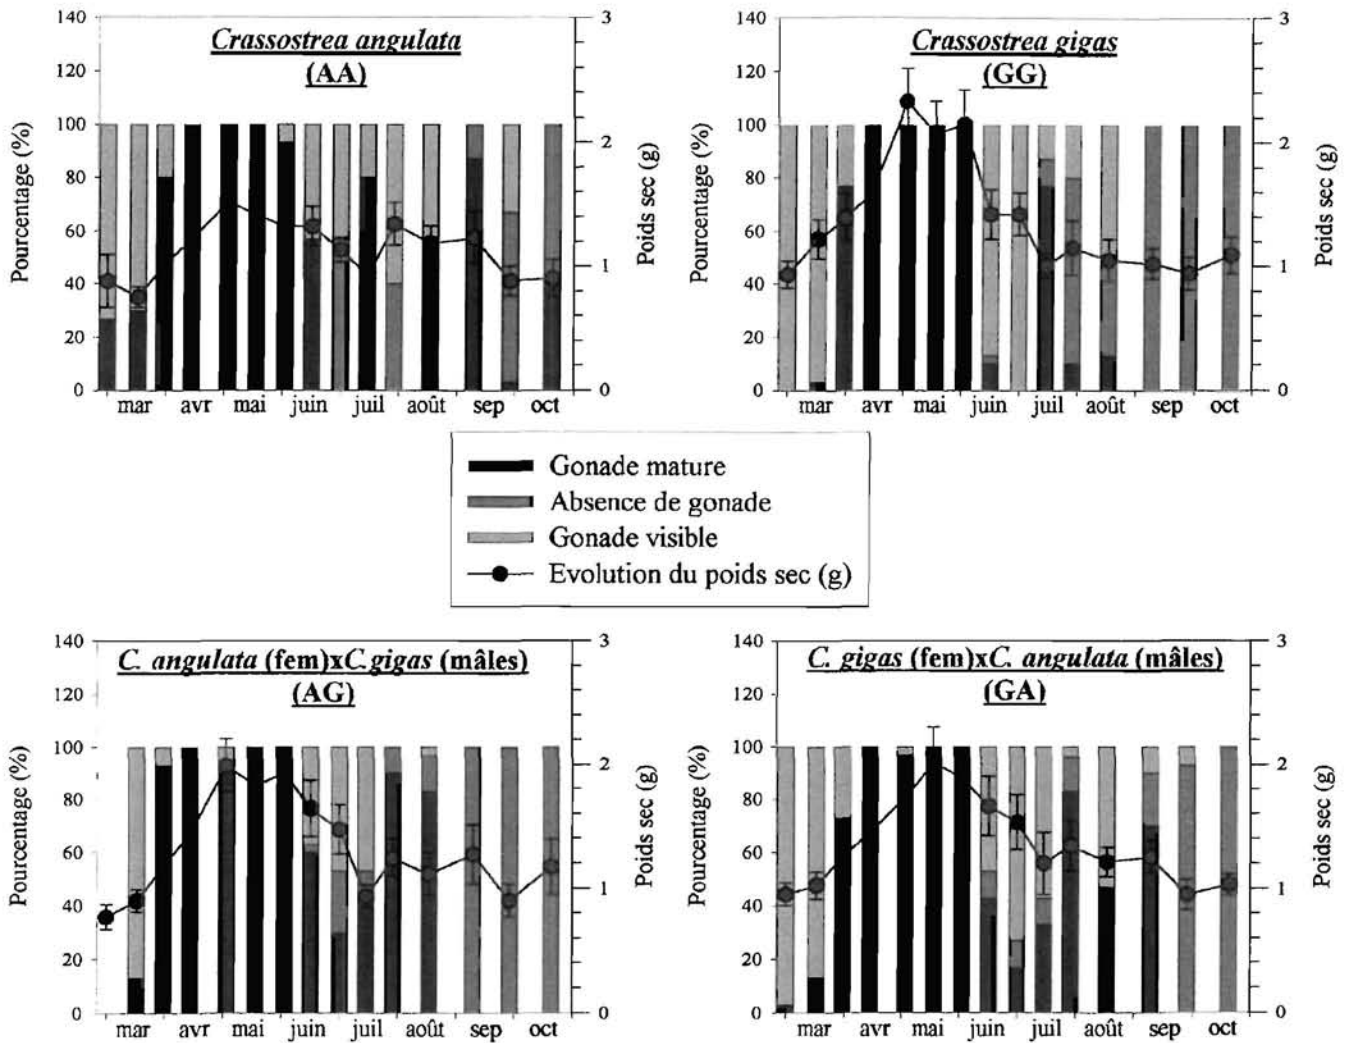 Crassostrea angulata
(AA)
140
120
100
80
60
40
20
0
Pourcentage (%)
3
2
1
0
Poids sec (g)
mar avr mai juin juil août sep oct
Crassostrea gigas
(GG)
140
120
100
80
60
40
20
0
Pourcentage (%)
3
2
1
0
Poids sec (g)
mar avr mai juin juil août sep oct
Gonade mature
Absence de gonade
Gonade visible
Evolution du poids sec (g)
C. angulata (fem)xC.gigas (mâles)
(AG)
140
120
100
80
60
40
20
0
Pourcentage (%)
3
2
1
0
Poids sec (g)
mar avr mai juin juil août sep oct
C. gigas (fem)xC. angulata (mâles)
(GA)
140
120
100
80
60
40
20
0
Pourcentage (%)
3
2
1
0
Poids sec (g)
mar avr mai juin juil août sep oct